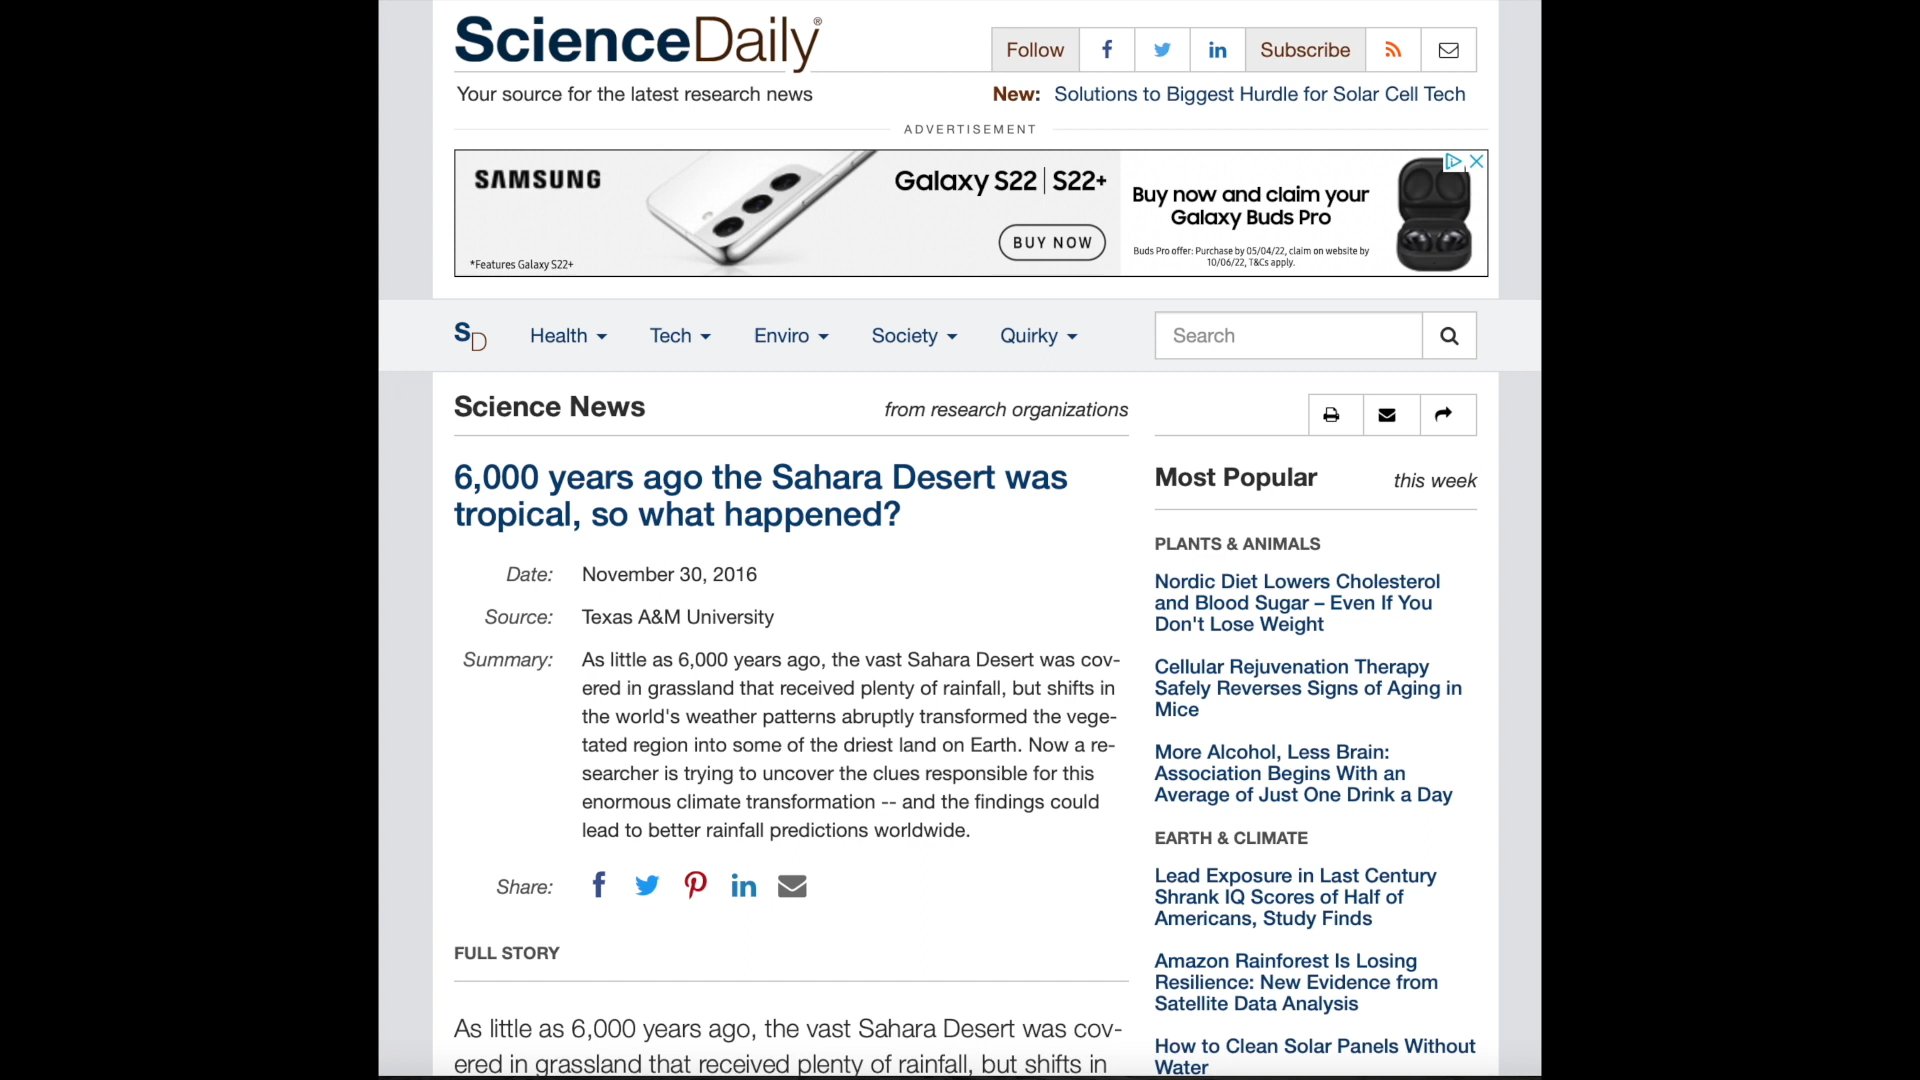 ScienceDaily®
Follow
Subscribe
Your source for the latest research news
New: Solutions to Biggest Hurdle for Solar Cell Tech
ADVERTISEMENT
SAMSUNG
*Features Galaxy S22+
Galaxy S22 | S22+
BUY NOW
Buy now and claim your
Galaxy Buds Pro
Buds Pro offer: Purchase by 05/04/22, claim on website by
10/06/22, T&Cs apply.
SD
Health
Tech
Enviro
Society
Quirky
Search
Science News
from research organizations
6,000 years ago the Sahara Desert was
tropical, so what happened?
Date: November 30, 2016
Source: Texas A&M University
Summary: As little as 6,000 years ago, the vast Sahara Desert was cov-
ered in grassland that received plenty of rainfall, but shifts in
the world's weather patterns abruptly transformed the vege-
tated region into some of the driest land on Earth. Now a re-
searcher is trying to uncover the clues responsible for this
enormous climate transformation -- and the findings could
lead to better rainfall predictions worldwide.
Share:
FULL STORY
As little as 6,000 years ago, the vast Sahara Desert was cov-
ered in grassland that received plenty of rainfall, but shifts in
Most Popular
this week
PLANTS & ANIMALS
Nordic Diet Lowers Cholesterol
and Blood Sugar – Even If You
Don't Lose Weight
Cellular Rejuvenation Therapy
Safely Reverses Signs of Aging in
Mice
More Alcohol, Less Brain:
Association Begins With an
Average of Just One Drink a Day
EARTH & CLIMATE
Lead Exposure in Last Century
Shrank IQ Scores of Half of
Americans, Study Finds
Amazon Rainforest Is Losing
Resilience: New Evidence from
Satellite Data Analysis
How to Clean Solar Panels Without
Water